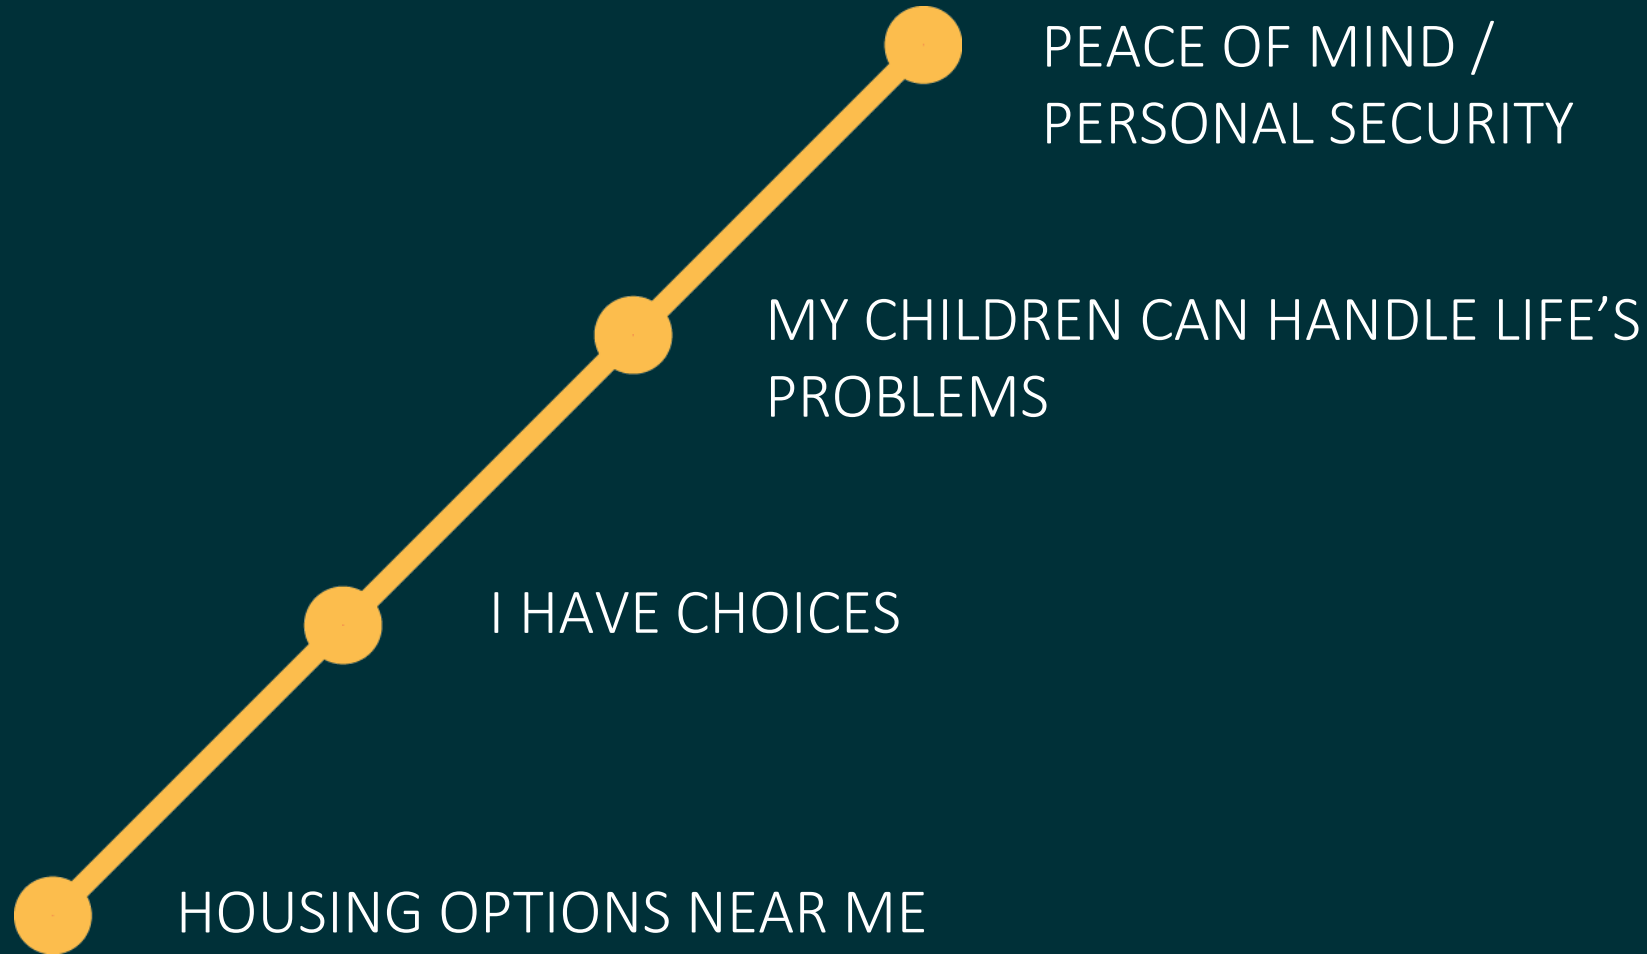 PEACE OF MIND /
PERSONAL SECURITY
MY CHILDREN CAN HANDLE LIFE’S
PROBLEMS
I HAVE CHOICES
HOUSING OPTIONS NEAR ME